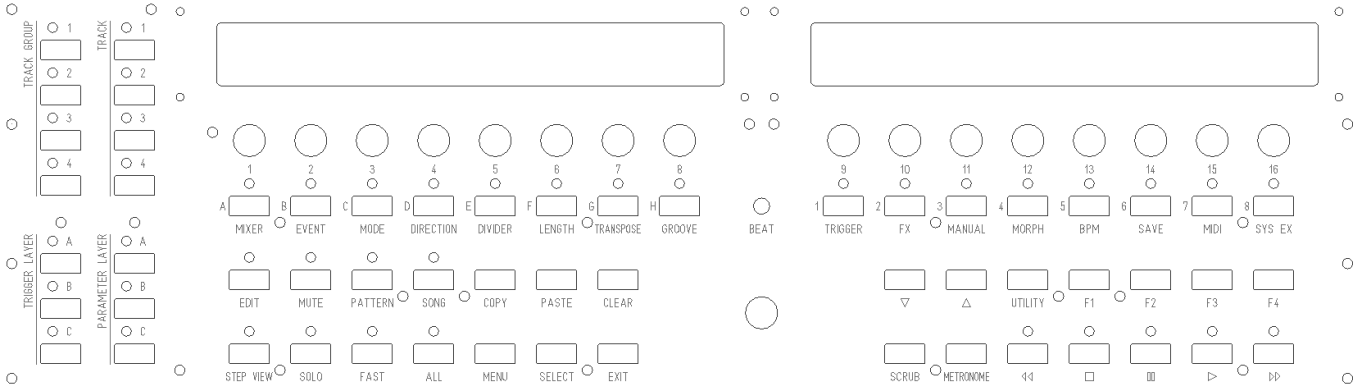 TRACK GROUP
1
2
3
4
TRACK
1
2
3
4
TRIGGER LAYER
A
B
C
PARAMETER LAYER
A
B
C
1 2 3 4 5 6 7 8
A B C D E F G H
MIXER EVENT MODE DIRECTION DIVIDER LENGTH TRANSPOSE GROOVE
EDIT MUTE PATTERN SONG COPY PASTE CLEAR
STEP VIEW SOLO FAST ALL MENU SELECT EXIT
BEAT
9 10 11 12 13 14 15 16
1 2 3 4 5 6 7 8
TRIGGER FX MANUAL MORPH BPM SAVE MIDI SYS EX
UTILITY F1 F2 F3 F4
SCRUB METRONOME